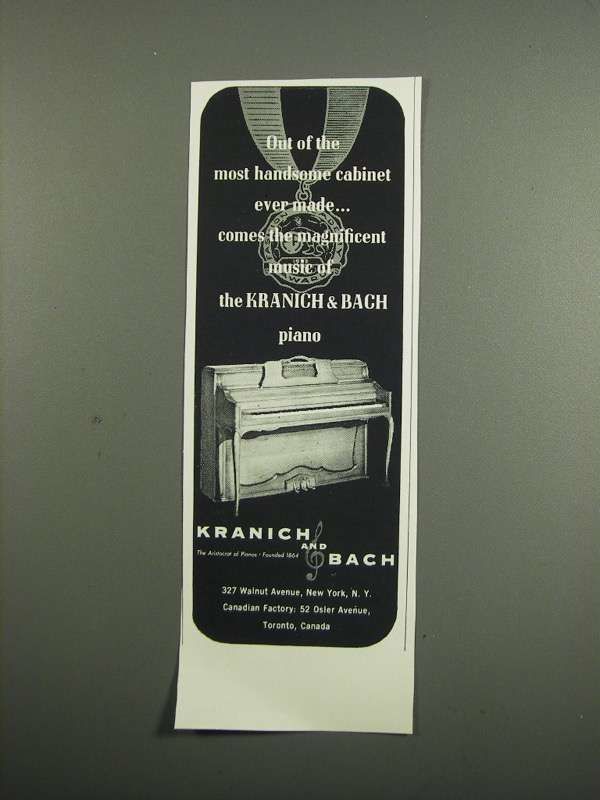 Out of the
most handsome cabinet
ever made...
comes the magnificent
music of
the KRANICH & BACH
piano
KRANICH
AND
BACH
The Aristocrat of Pianos · Founded 1864
327 Walnut Avenue, New York, N. Y.
Canadian Factory: 52 Osler Avenue,
Toronto, Canada